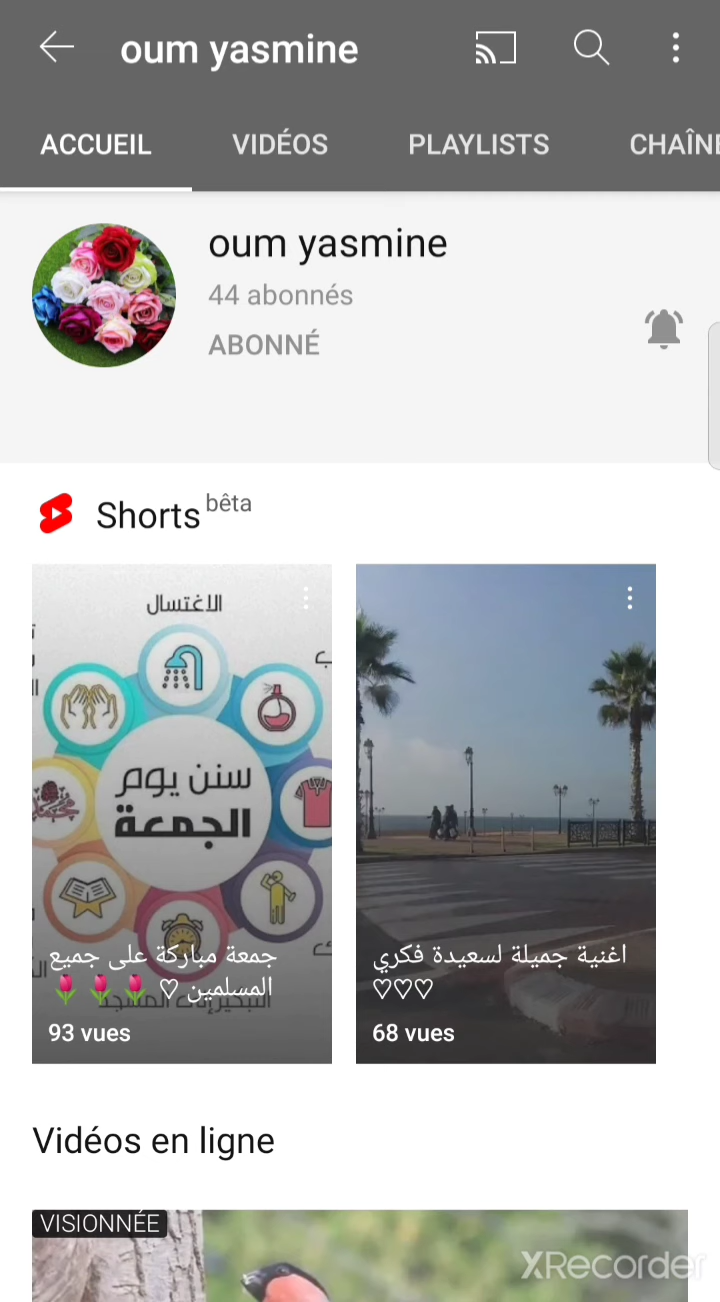 oum yasmine
ACCUEIL VIDÉOS PLAYLISTS CHAÎNE
oum yasmine
44 abonnés
ABONNÉ
Shorts bêta
الاغتسال
سنن يوم
الجمعة
جمعة مباركة على جميع
المسلمين ♡ 🌷 🌷 🌷
93 vues
اغنية جميلة لسعيدة فكري
♡♡♡
68 vues
Vidéos en ligne
VISIONNÉE
XRecorder